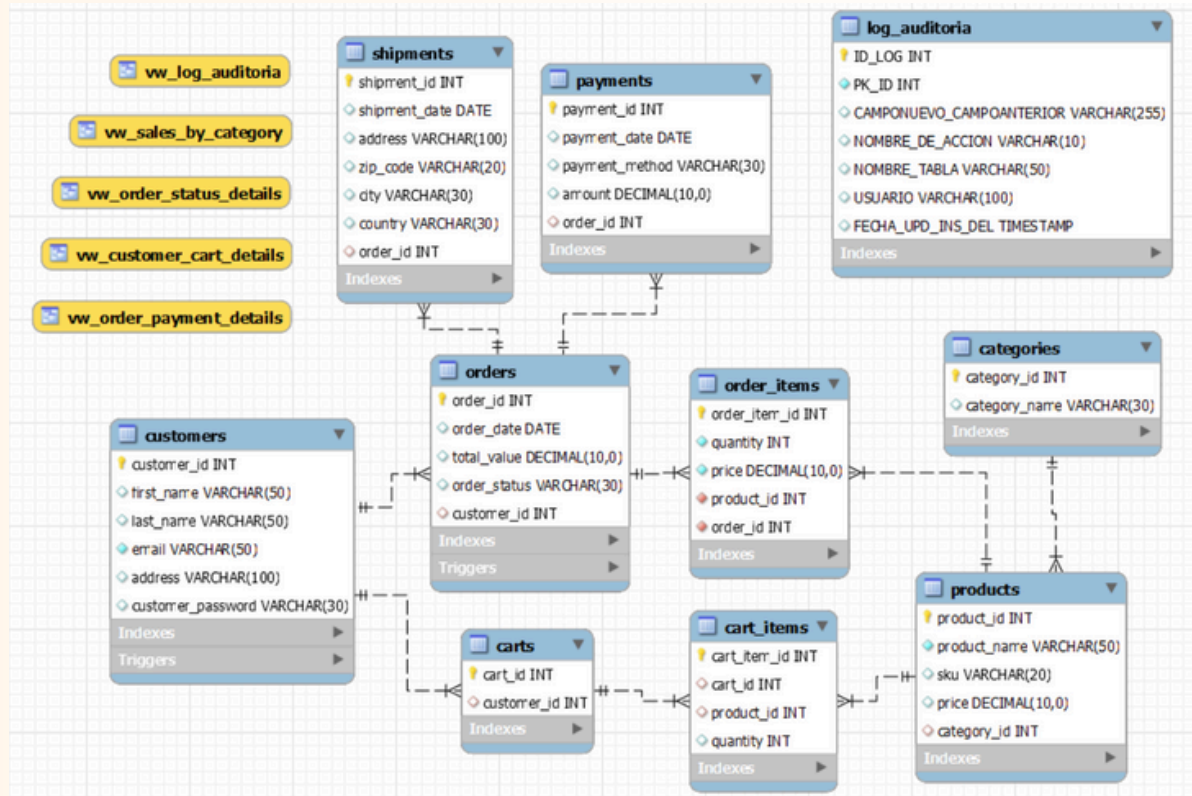 vw_log_auditoria
vw_sales_by_category
vw_order_status_details
vw_customer_cart_details
vw_order_payment_details
shipments
shipment_id INT
shipment_date DATE
address VARCHAR(100)
zip_code VARCHAR(20)
city VARCHAR(30)
country VARCHAR(30)
order_id INT
Indexes
payments
payment_id INT
payment_date DATE
payment_method VARCHAR(30)
amount DECIMAL(10,0)
order_id INT
Indexes
log_auditoria
ID_LOG INT
PK_ID INT
CAMPONUEVO_CAMPOANTERIOR VARCHAR(255)
NOMBRE_DE_ACCION VARCHAR(10)
NOMBRE_TABLA VARCHAR(50)
USUARIO VARCHAR(100)
FECHA_UPD_INS_DEL TIMESTAMP
Indexes
customers
customer_id INT
first_name VARCHAR(50)
last_name VARCHAR(50)
email VARCHAR(50)
address VARCHAR(100)
customer_password VARCHAR(30)
Indexes
Triggers
orders
order_id INT
order_date DATE
total_value DECIMAL(10,0)
order_status VARCHAR(30)
customer_id INT
Indexes
Triggers
order_items
order_item_id INT
quantity INT
price DECIMAL(10,0)
product_id INT
order_id INT
Indexes
categories
category_id INT
category_name VARCHAR(30)
Indexes
carts
cart_id INT
customer_id INT
Indexes
cart_items
cart_item_id INT
cart_id INT
product_id INT
quantity INT
Indexes
products
product_id INT
product_name VARCHAR(50)
sku VARCHAR(20)
price DECIMAL(10,0)
category_id INT
Indexes